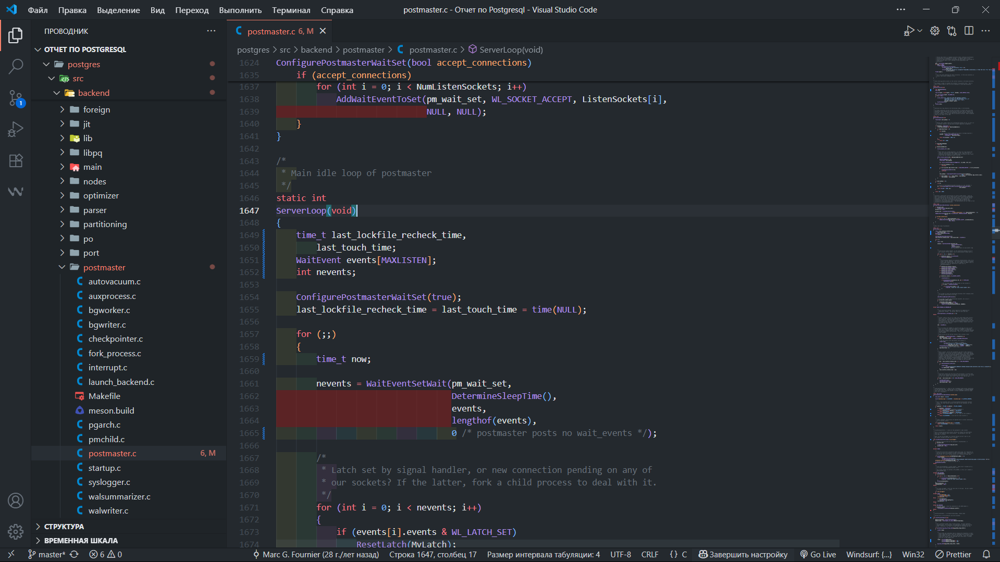 Файл Правка Выделение Вид Переход Выполнить Терминал Справка
postmaster.c - Отчет по Postgresql - Visual Studio Code
ПРОВОДНИК
ОТЧЕТ ПО POSTGRESQL
postgres
src
backend
foreign
jit
lib
libpq
main
nodes
optimizer
parser
partitioning
po
port
postmaster
autovacuum.c
auxprocess.c
bgworker.c
bgwriter.c
checkpointer.c
fork_process.c
interrupt.c
launch_backend.c
Makefile
meson.build
pgarch.c
pmchild.c
postmaster.c 6, M
startup.c
syslogger.c
walsummarizer.c
walwriter.c
СТРУКТУРА
ВРЕМЕННАЯ ШКАЛА
1
postmaster.c 6, M
postgres > src > backend > postmaster > postmaster.c > ServerLoop(void)
1624 ConfigurePostmasterWaitSet(bool accept_connections)
1635 if (accept_connections)
1637 for (int i = 0; i < NumListenSockets; i++)
1638 AddWaitEventToSet(pm_wait_set, WL_SOCKET_ACCEPT, ListenSockets[i],
1639 NULL, NULL);
1640 }
1641 }
1642
1643 /*
1644 * Main idle loop of postmaster
1645 */
1646 static int
1647 ServerLoop(void)
1648 {
1649 time_t last_lockfile_recheck_time,
1650 last_touch_time;
1651 WaitEvent events[MAXLISTEN];
1652 int nevents;
1653
1654 ConfigurePostmasterWaitSet(true);
1655 last_lockfile_recheck_time = last_touch_time = time(NULL);
1656
1657 for (;;)
1658 {
1659 time_t now;
1660
1661 nevents = WaitEventSetWait(pm_wait_set,
1662 DetermineSleepTime(),
1663 events,
1664 lengthof(events),
1665 0 /* postmaster posts no wait_events */);
1666
1667 /*
1668 * Latch set by signal handler, or new connection pending on any of
1669 * our sockets? If the latter, fork a child process to deal with it.
1670 */
1671 for (int i = 0; i < nevents; i++)
1672 {
1673 if (events[i].events & WL_LATCH_SET)
1674 ResetLatch(MyLatch);
master* 6 0 Marc G. Fournier (28 г./лет назад) Строка 1647, столбец 17 Размер интервала табуляции: 4 UTF-8 CRLF {} C Завершить настройку Go Live Windsurf: {...} Win32 Prettier